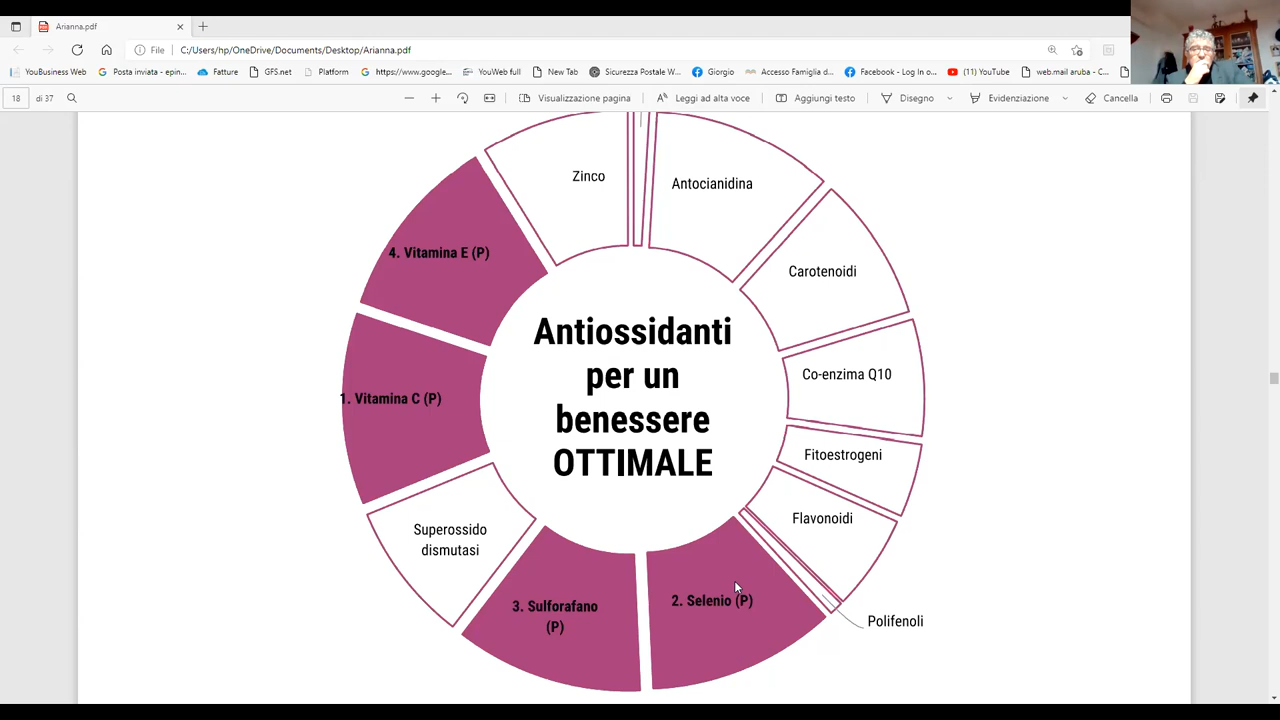 Arianna.pdf
File C:/Users/hp/OneDrive/Documents/Desktop/Arianna.pdf
YouBusiness Web Posta inviata - epin... Fatture GFS.net Platform https://www.google... YouWeb full New Tab Sicurezza Postale W... Giorgio Accesso Famiglia d... Facebook - Log In o... (11) YouTube web.mail aruba - C...
18 di 37 Visualizzazione pagina Leggi ad alta voce Aggiungi testo Disegno Evidenziazione Cancella
Zinco
Antocianidina
4. Vitamina E (P)
Carotenoidi
Antiossidanti
per un
benessere
OTTIMALE
Co-enzima Q10
1. Vitamina C (P)
Fitoestrogeni
Flavonoidi
Superossido
dismutasi
2. Selenio (P)
3. Sulforafano
(P)
Polifenoli